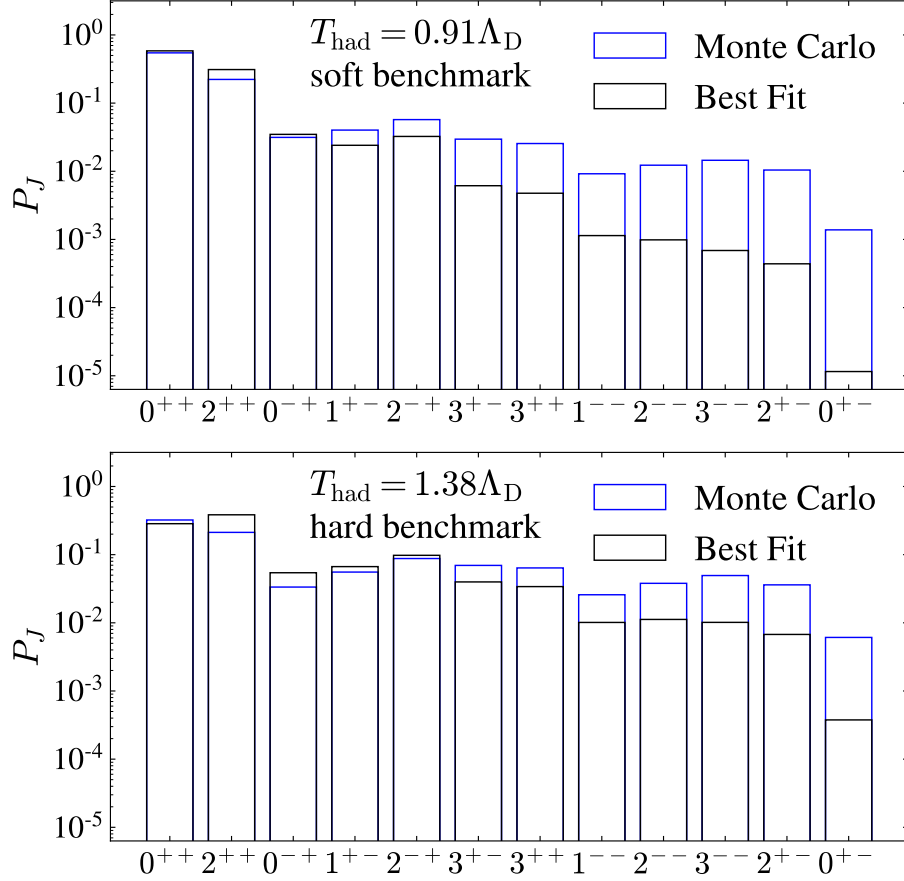 T_had = 0.91Λ_D
soft benchmark
Monte Carlo
Best Fit
P_J
10^0
10^-1
10^-2
10^-3
10^-4
10^-5
0^++ 2^++ 0^-+ 1^+- 2^-+ 3^+- 3^++ 1^-- 2^-- 3^-- 2^+- 0^+-
T_had = 1.38Λ_D
hard benchmark
Monte Carlo
Best Fit
P_J
10^0
10^-1
10^-2
10^-3
10^-4
10^-5
0^++ 2^++ 0^-+ 1^+- 2^-+ 3^+- 3^++ 1^-- 2^-- 3^-- 2^+- 0^+-